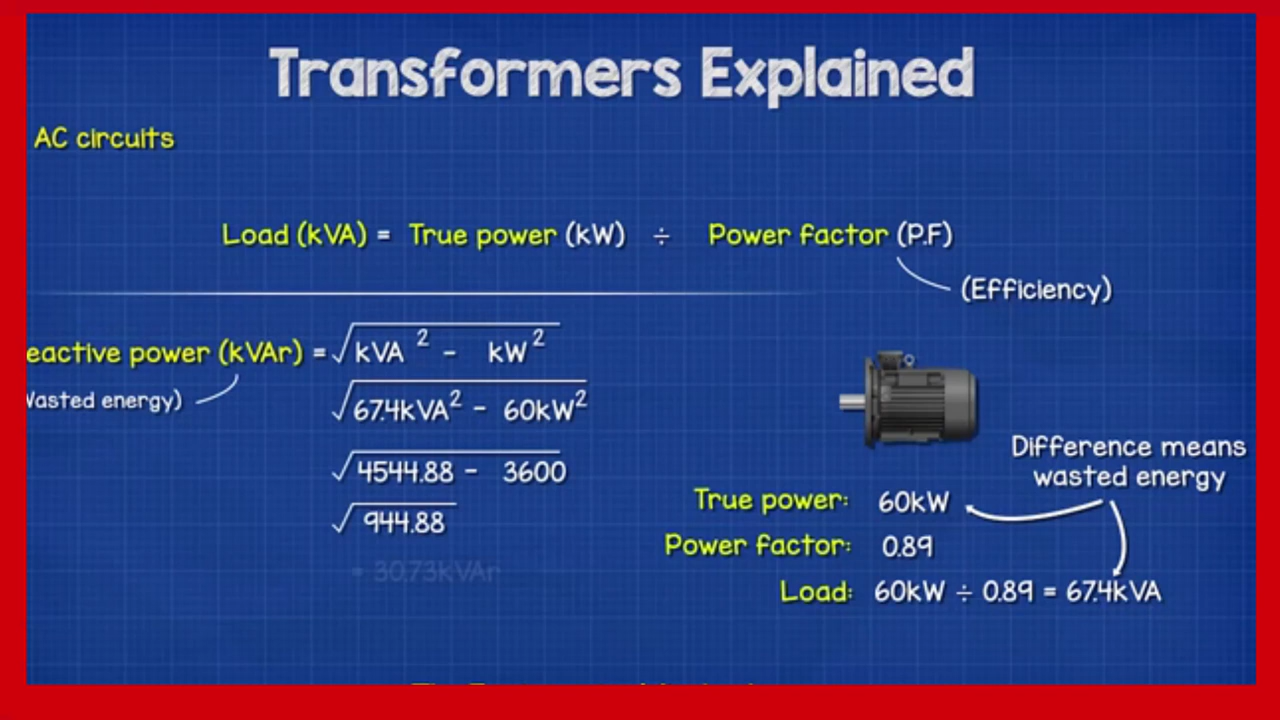 Transformers Explained
AC circuits
Load (kVA) = True power (kW) ÷ Power factor (P.F)
(Efficiency)
eactive power (kVAr) = √kVA² - kW²
Wasted energy)
√67.4kVA² - 60kW²
√4544.88 - 3600
√944.88
= 30.73kVAr
Difference means
wasted energy
True power: 60kW
Power factor: 0.89
Load: 60kW ÷ 0.89 = 67.4kVA